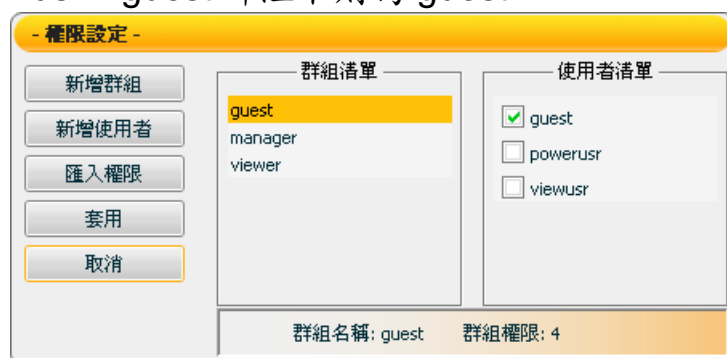 - 權限設定 -
新增群組
新增使用者
匯入權限
套用
取消
群組清單
guest
manager
viewer
使用者清單
guest
powerusr
viewusr
群組名稱: guest 群組權限: 4